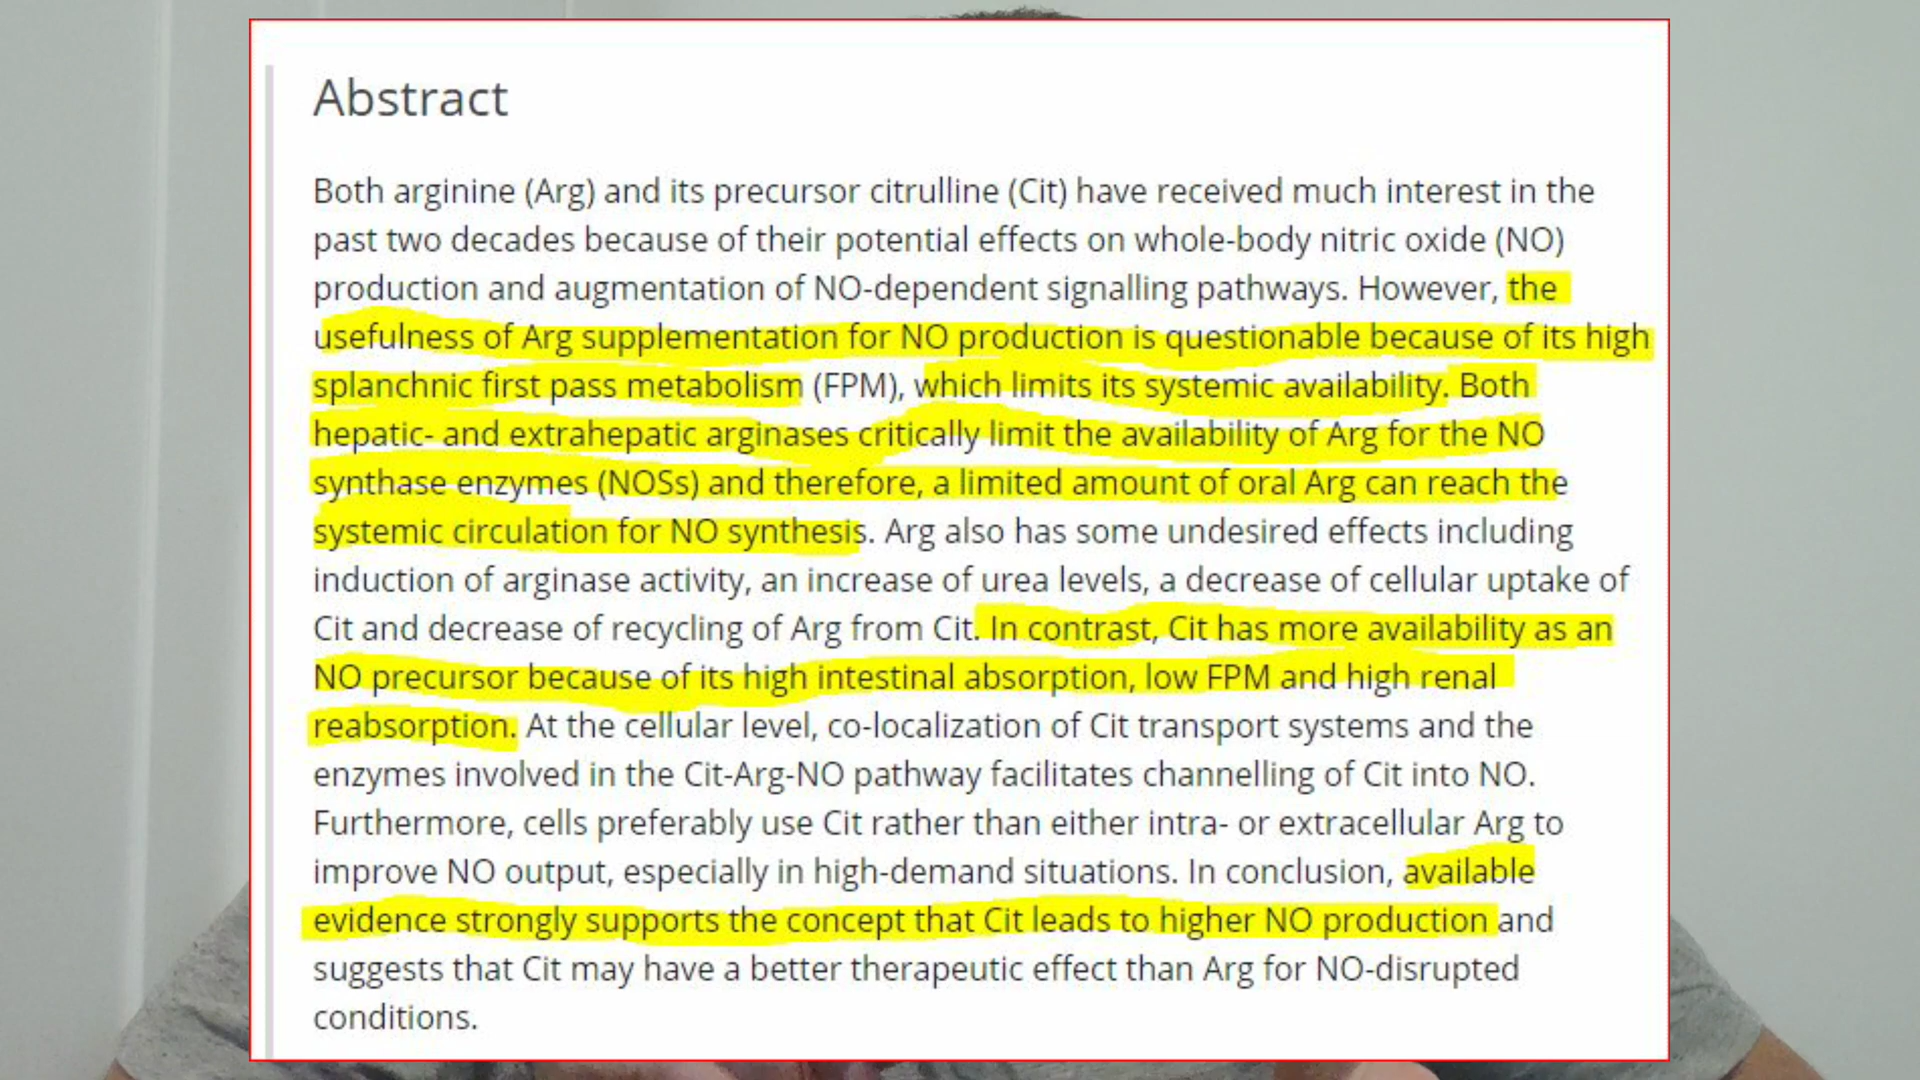 Abstract
Both arginine (Arg) and its precursor citrulline (Cit) have received much interest in the
past two decades because of their potential effects on whole-body nitric oxide (NO)
production and augmentation of NO-dependent signalling pathways. However, the
usefulness of Arg supplementation for NO production is questionable because of its high
splanchnic first pass metabolism (FPM), which limits its systemic availability. Both
hepatic- and extrahepatic arginases critically limit the availability of Arg for the NO
synthase enzymes (NOSs) and therefore, a limited amount of oral Arg can reach the
systemic circulation for NO synthesis. Arg also has some undesired effects including
induction of arginase activity, an increase of urea levels, a decrease of cellular uptake of
Cit and decrease of recycling of Arg from Cit. In contrast, Cit has more availability as an
NO precursor because of its high intestinal absorption, low FPM and high renal
reabsorption. At the cellular level, co-localization of Cit transport systems and the
enzymes involved in the Cit-Arg-NO pathway facilitates channelling of Cit into NO.
Furthermore, cells preferably use Cit rather than either intra- or extracellular Arg to
improve NO output, especially in high-demand situations. In conclusion, available
evidence strongly supports the concept that Cit leads to higher NO production and
suggests that Cit may have a better therapeutic effect than Arg for NO-disrupted
conditions.